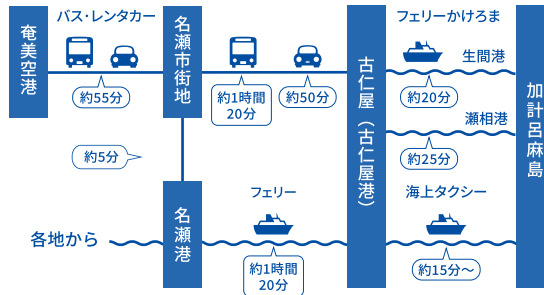 バス・レンタカー
フェリーかけろま
奄美空港
名瀬市街地
古仁屋（古仁屋港）
加計呂麻島
生間港
約55分
約1時間
20分
約50分
約20分
瀬相港
約5分
約25分
名瀬港
フェリー
海上タクシー
各地から
約1時間
20分
約15分～